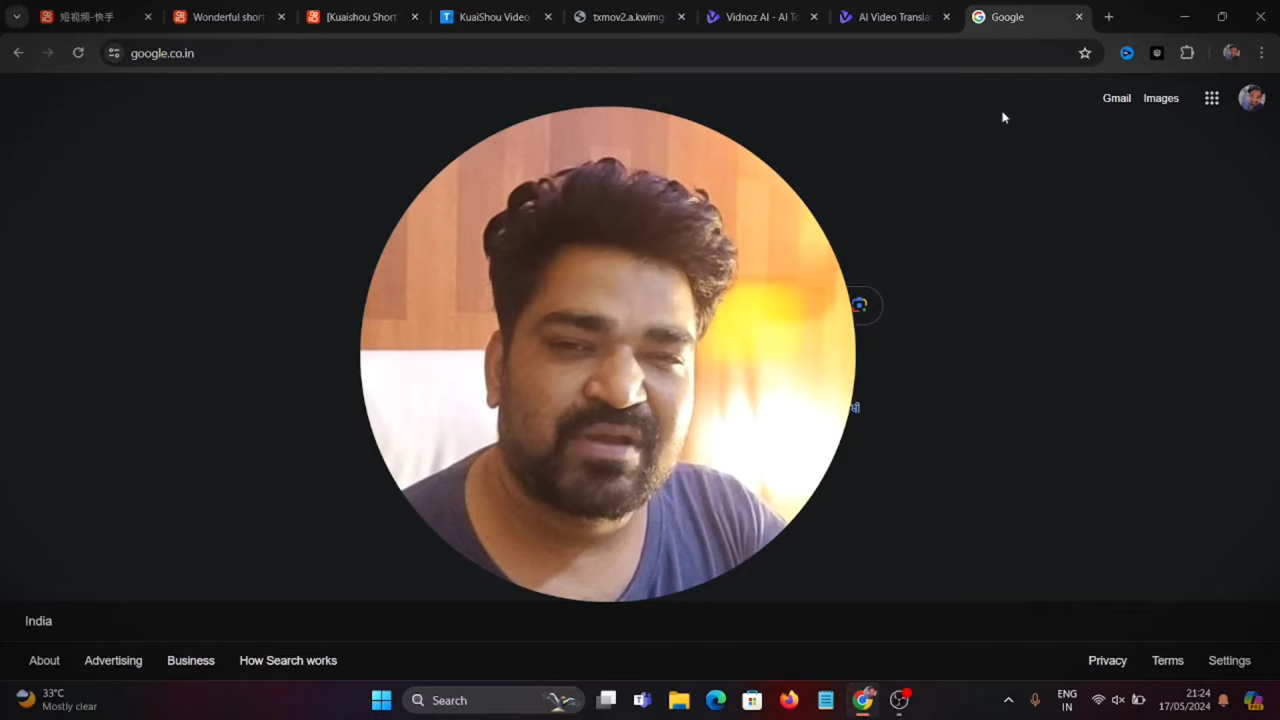 短视频-快手
Wonderful short
[Kuaishou Short
KuaiShou Video
txmov2.a.kwimg
Vidnoz AI - AI To
AI Video Transla
Google
google.co.in
Gmail
Images
India
About
Advertising
Business
How Search works
Privacy
Terms
Settings
33°C
Mostly clear
Search
ENG
IN
21:24
17/05/2024